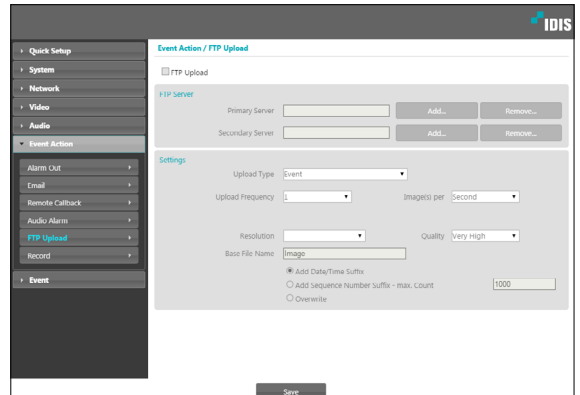 IDIS
Quick Setup
System
Network
Video
Audio
Event Action
Alarm Out
Email
Remote Callback
Audio Alarm
FTP Upload
Record
Event
Event Action / FTP Upload
FTP Upload
FTP Server
Primary Server Add... Remove...
Secondary Server Add... Remove...
Settings
Upload Type Event
Upload Frequency 1 Image(s) per Second
Resolution Quality Very High
Base File Name Image
Add Date/Time Suffix
Add Sequence Number Suffix - max. Count 1000
Overwrite
Save